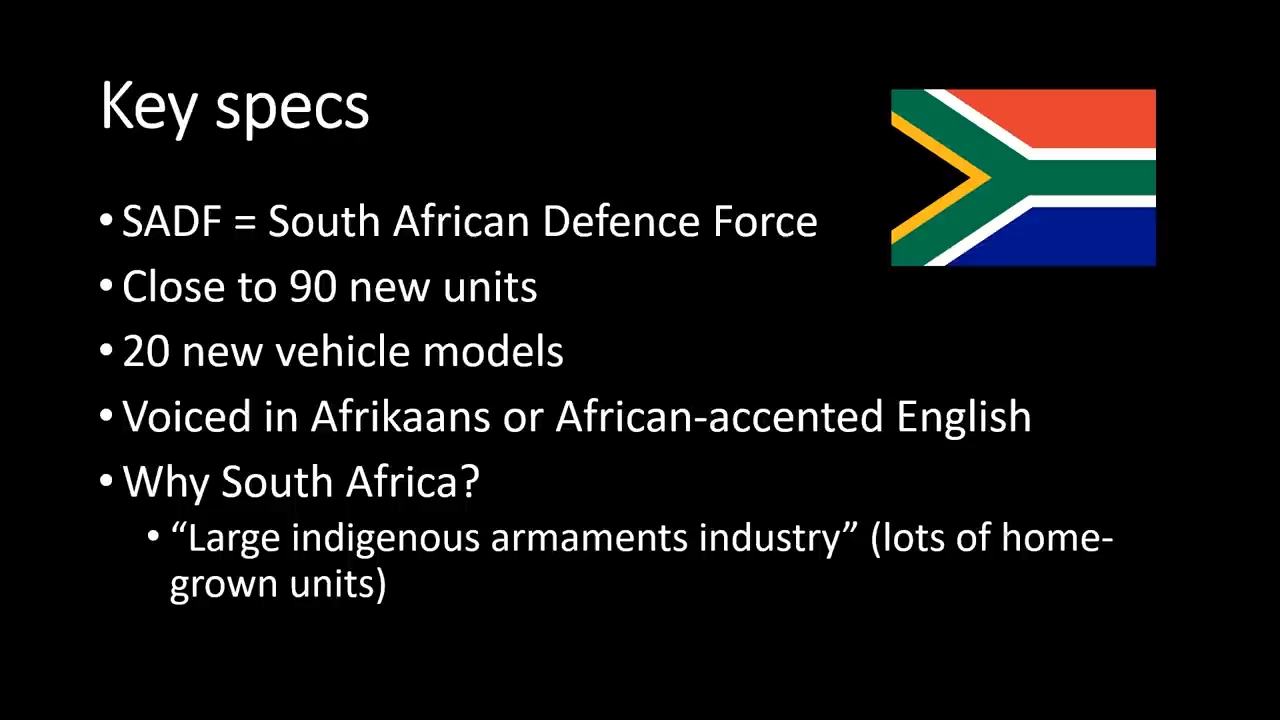 Key specs
• SADF = South African Defence Force
• Close to 90 new units
• 20 new vehicle models
• Voiced in Afrikaans or African-accented English
• Why South Africa?
• “Large indigenous armaments industry” (lots of home-
grown units)